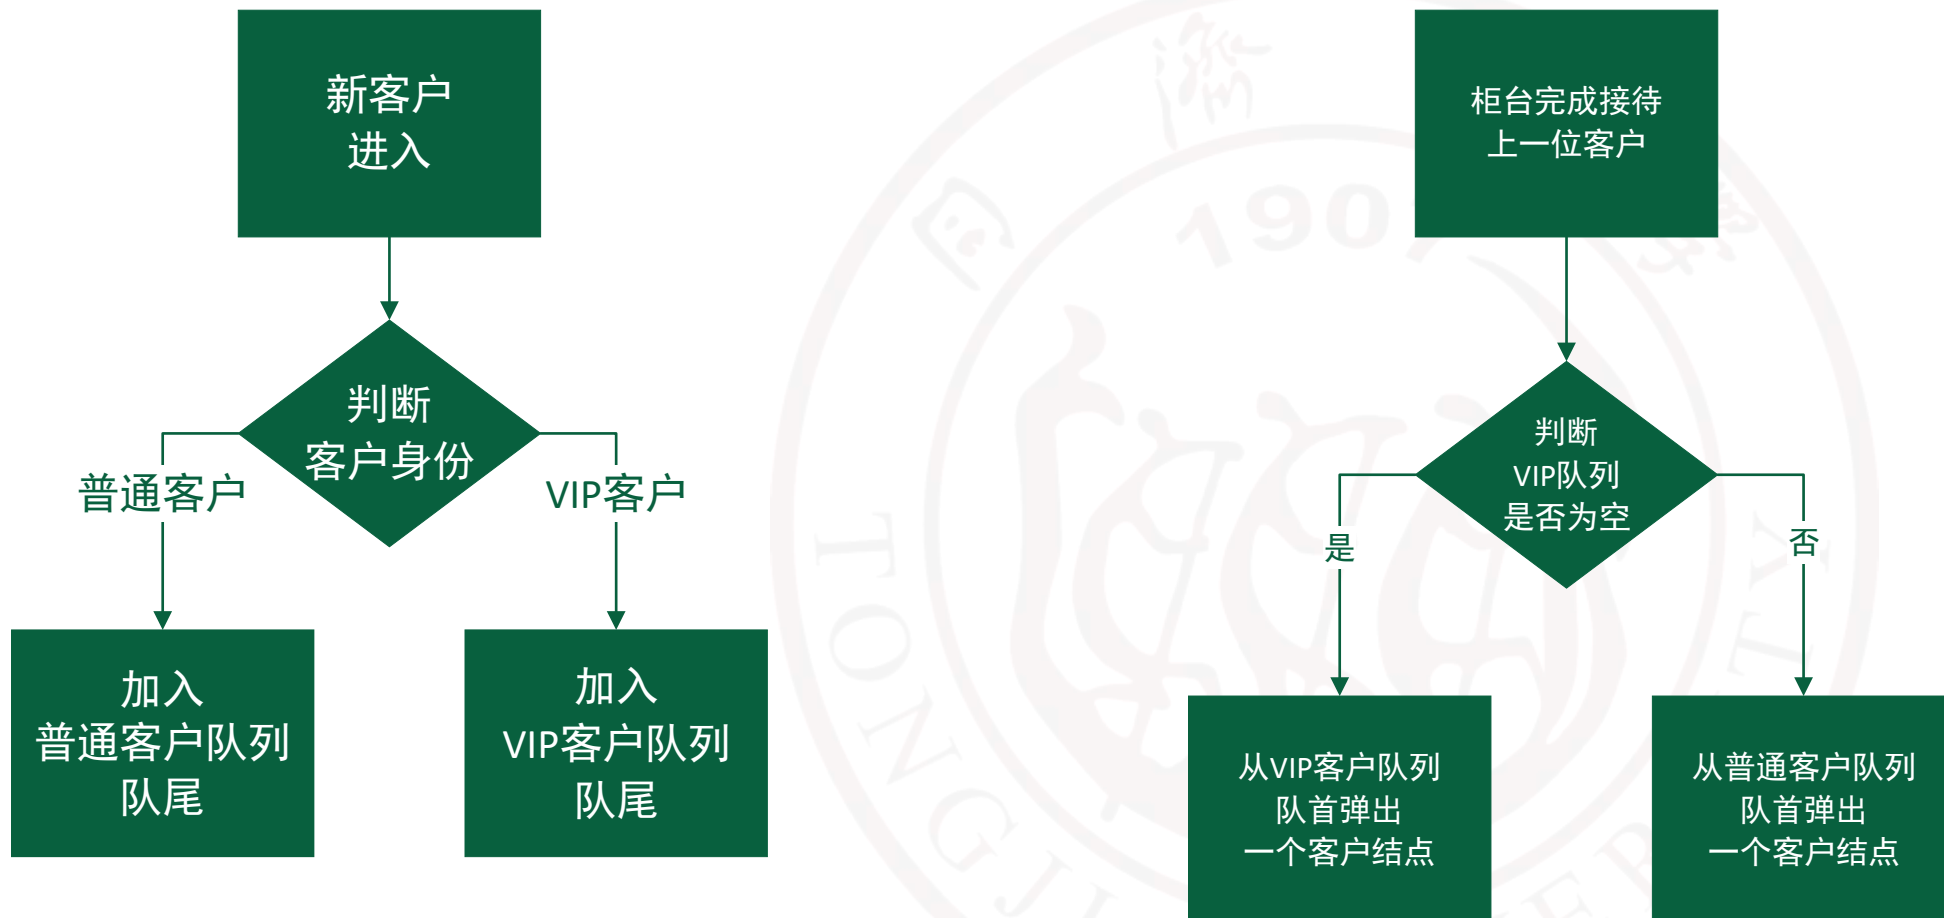 新客户
进入
判断
客户身份
普通客户
VIP客户
加入
普通客户队列
队尾
加入
VIP客户队列
队尾
柜台完成接待
上一位客户
判断
VIP队列
是否为空
是
否
从VIP客户队列
队首弹出
一个客户结点
从普通客户队列
队首弹出
一个客户结点
190
TONGJI